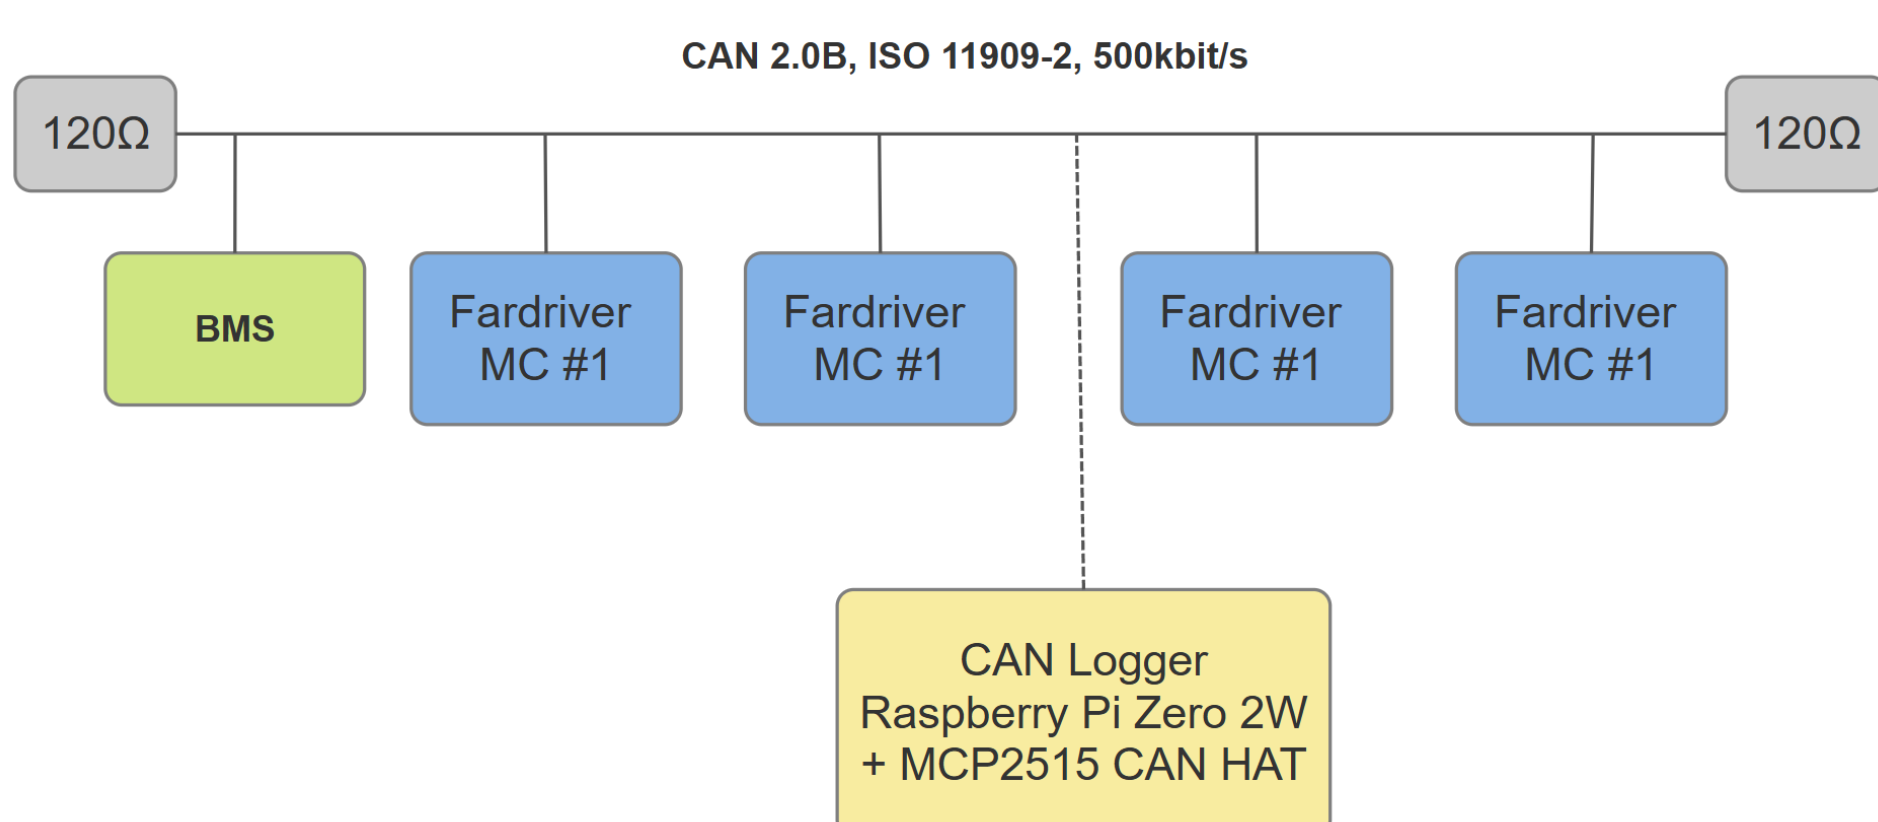 CAN 2.0B, ISO 11909-2, 500kbit/s
120Ω
120Ω
BMS
Fardriver
MC #1
Fardriver
MC #1
Fardriver
MC #1
Fardriver
MC #1
CAN Logger
Raspberry Pi Zero 2W
+ MCP2515 CAN HAT